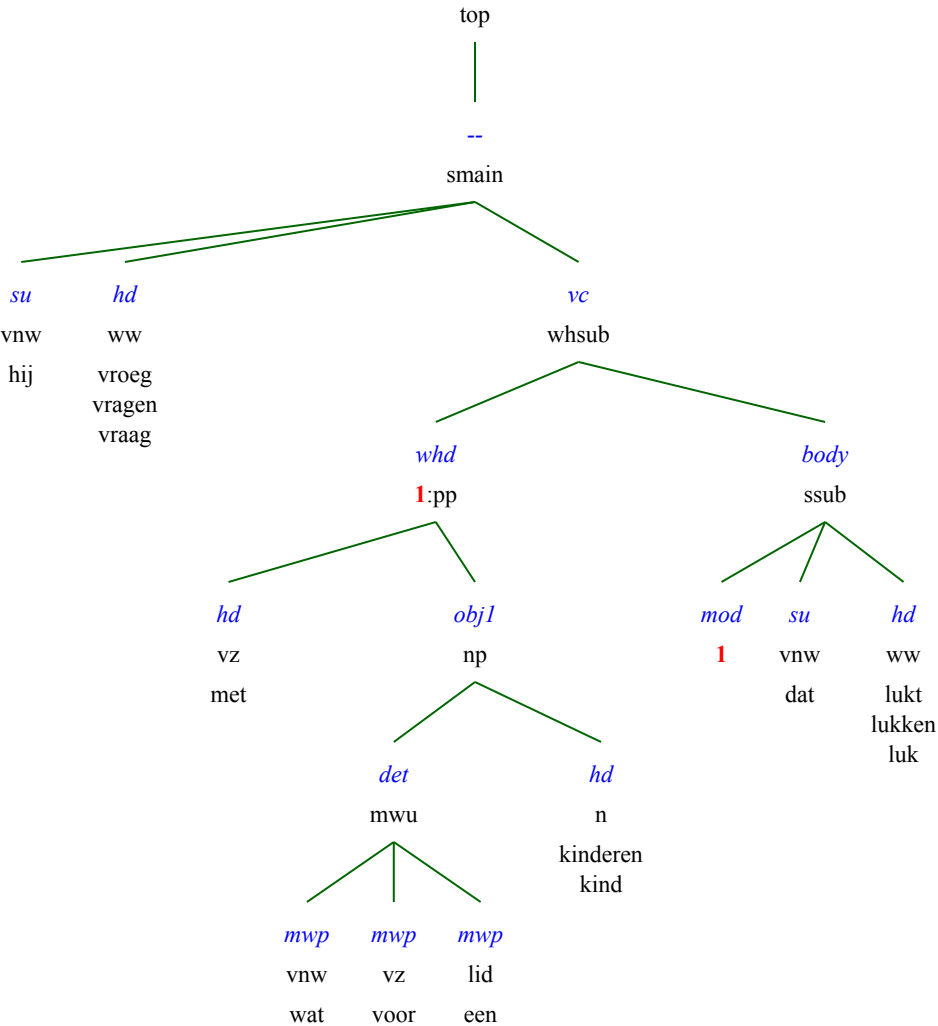 top
--
smain
su hd vc
vnw ww whsub
hij vroeg
vragen
vraag
whd body
1:pp ssub
hd obj1 mod su hd
vz np 1 vnw ww
met dat lukt
lukken
luk
det hd
mwu n
kinderen
kind
mwp mwp mwp
vnw vz lid
wat voor een